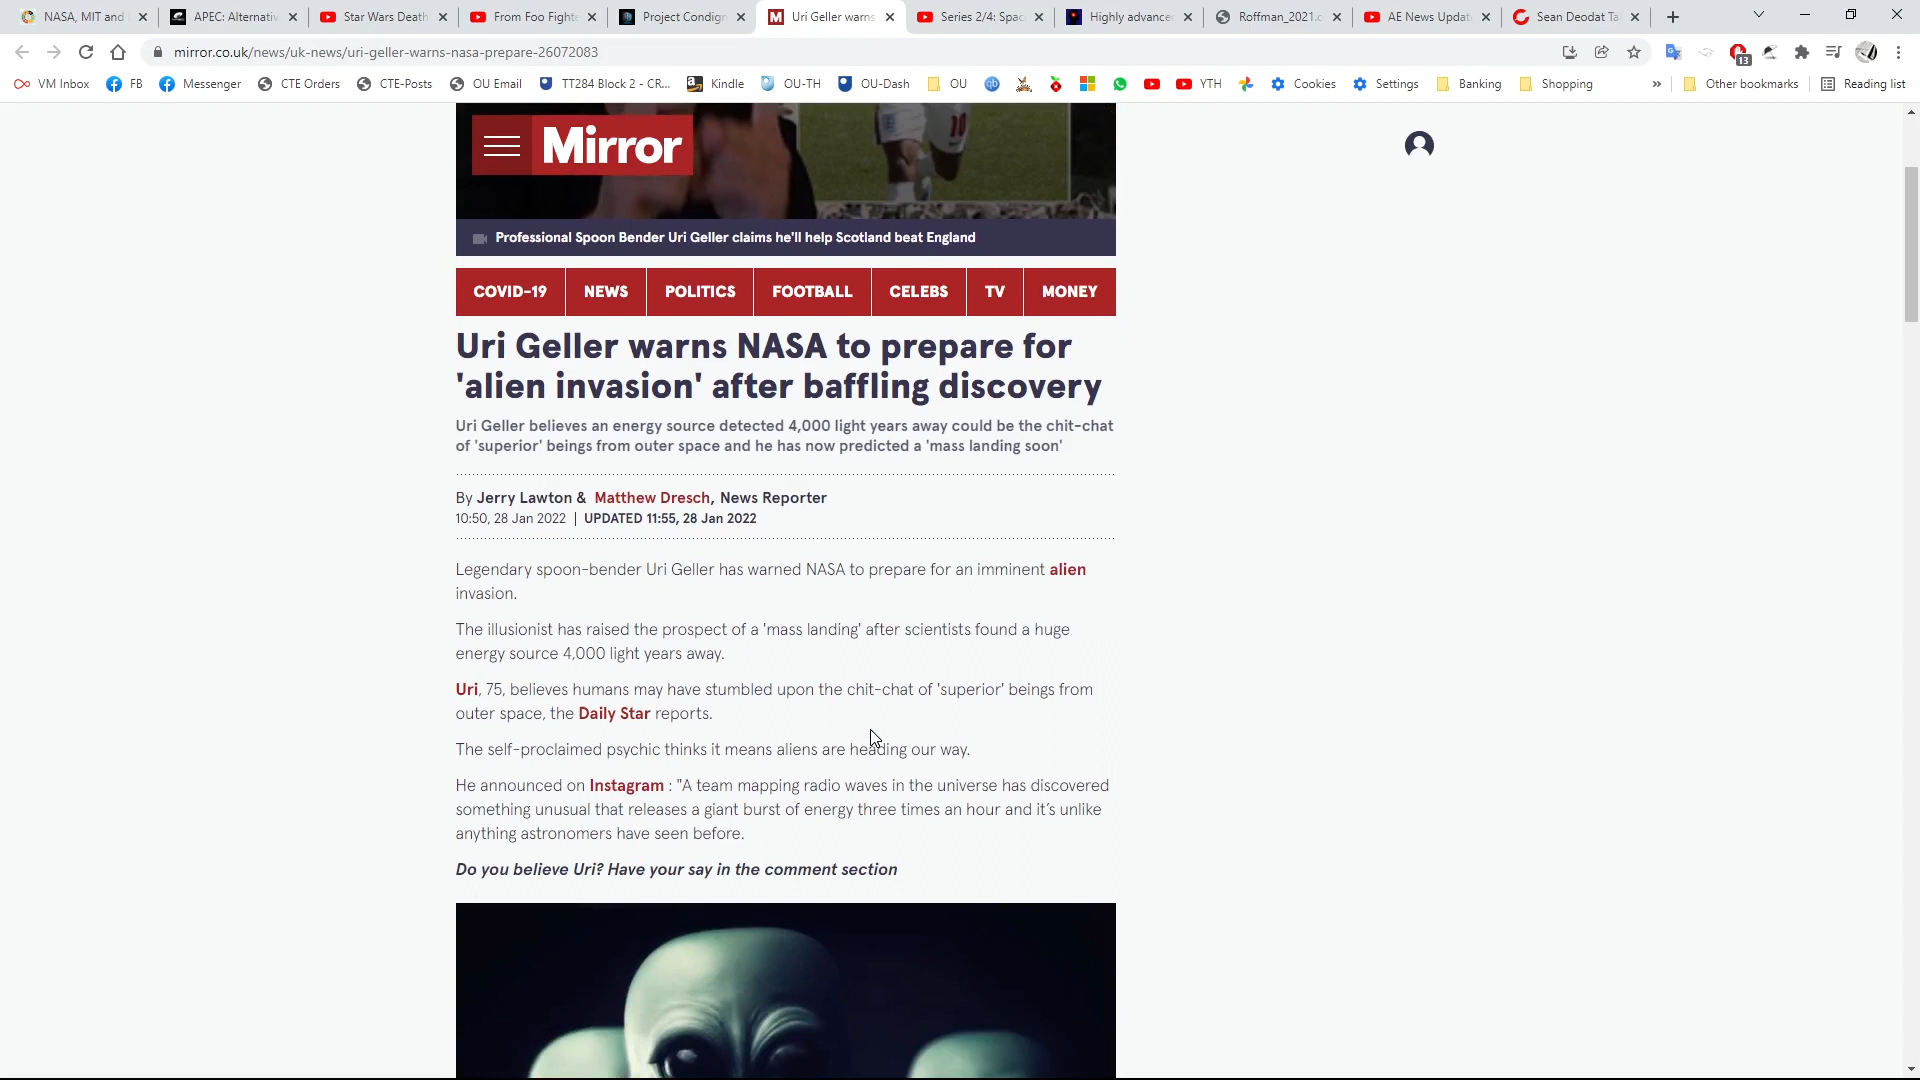 NASA, MIT and
APEC: Alternativ
Star Wars Death
From Foo Fighte
Project Condign
Uri Geller warns
Series 2/4: Spac
Highly advance
Roffman_2021.c
AE News Updat
Sean Deodat Ta
mirror.co.uk/news/uk-news/uri-geller-warns-nasa-prepare-26072083
13
VM Inbox
FB
Messenger
CTE Orders
CTE-Posts
OU Email
TT284 Block 2 - CR...
Kindle
OU-TH
OU-Dash
OU
YTH
Cookies
Settings
Banking
Shopping
»
Other bookmarks
Reading list
Mirror
10
Professional Spoon Bender Uri Geller claims he'll help Scotland beat England
COVID-19
NEWS
POLITICS
FOOTBALL
CELEBS
TV
MONEY
Uri Geller warns NASA to prepare for
'alien invasion' after baffling discovery
Uri Geller believes an energy source detected 4,000 light years away could be the chit-chat
of 'superior' beings from outer space and he has now predicted a 'mass landing soon'
By Jerry Lawton & Matthew Dresch, News Reporter
10:50, 28 Jan 2022 | UPDATED 11:55, 28 Jan 2022
Legendary spoon-bender Uri Geller has warned NASA to prepare for an imminent alien
invasion.
The illusionist has raised the prospect of a 'mass landing' after scientists found a huge
energy source 4,000 light years away.
Uri, 75, believes humans may have stumbled upon the chit-chat of 'superior' beings from
outer space, the Daily Star reports.
The self-proclaimed psychic thinks it means aliens are heading our way.
He announced on Instagram : "A team mapping radio waves in the universe has discovered
something unusual that releases a giant burst of energy three times an hour and it's unlike
anything astronomers have seen before.
Do you believe Uri? Have your say in the comment section